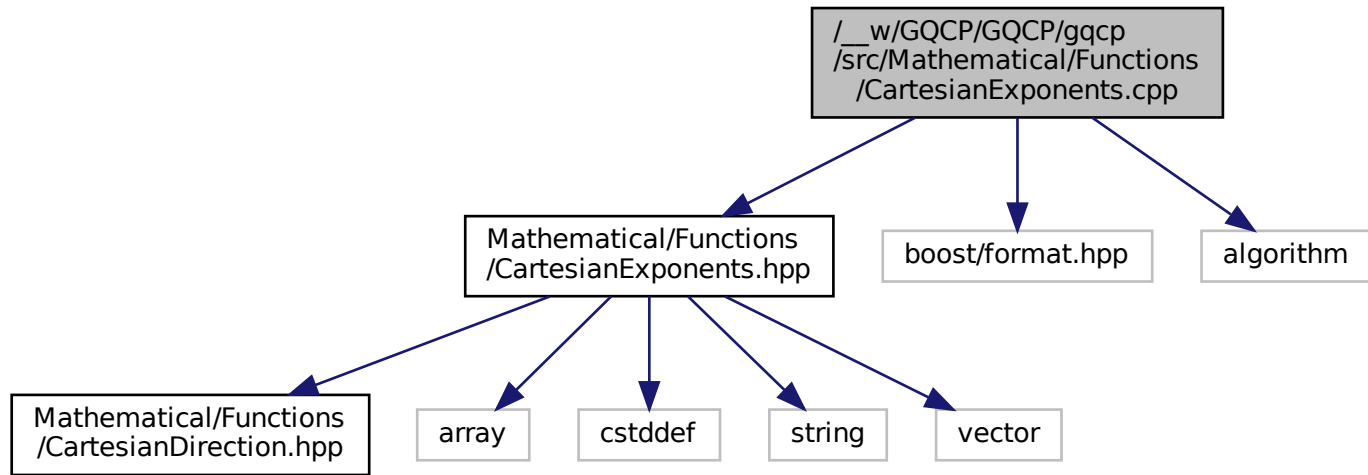 /__w/GQCP/GQCP/gqcp
/src/Mathematical/Functions
/CartesianExponents.cpp
Mathematical/Functions
/CartesianExponents.hpp
boost/format.hpp
algorithm
Mathematical/Functions
/CartesianDirection.hpp
array
cstddef
string
vector